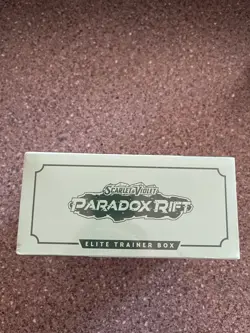 SCARLET & VIOLET
PARADOX RIFT
ELITE TRAINER BOX